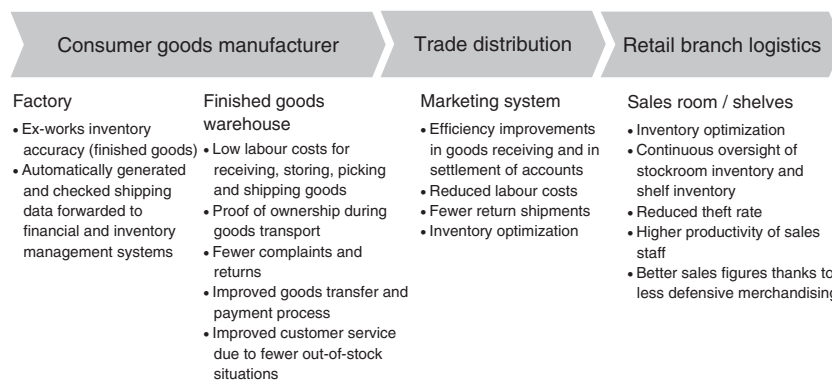 Consumer goods manufacturer
Trade distribution
Retail branch logistics
Factory
• Ex-works inventory
accuracy (finished goods)
• Automatically generated
and checked shipping
data forwarded to
financial and inventory
management systems
Finished goods
warehouse
• Low labour costs for
receiving, storing, picking
and shipping goods
• Proof of ownership during
goods transport
• Fewer complaints and
returns
• Improved goods transfer and
payment process
• Improved customer service
due to fewer out-of-stock
situations
Marketing system
• Efficiency improvements
in goods receiving and in
settlement of accounts
• Reduced labour costs
• Fewer return shipments
• Inventory optimization
Sales room / shelves
• Inventory optimization
• Continuous oversight of
stockroom inventory and
shelf inventory
• Reduced theft rate
• Higher productivity of sales
staff
• Better sales figures thanks to
less defensive merchandising